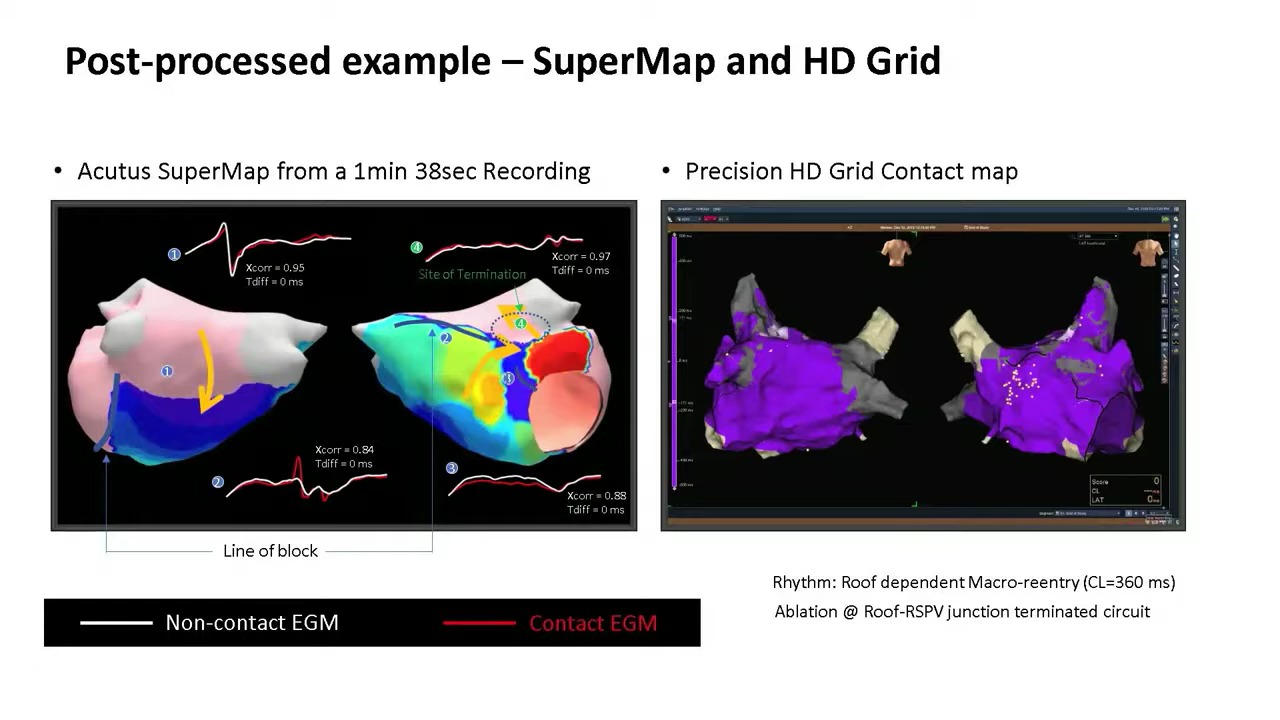 Post-processed example – SuperMap and HD Grid
• Acutus SuperMap from a 1min 38sec Recording
1
Xcorr = 0.95
Tdiff = 0 ms
4
Xcorr = 0.97
Tdiff = 0 ms
Site of Termination
4
2
1
3
Xcorr = 0.84
Tdiff = 0 ms
2
3
Xcorr = 0.88
Tdiff = 0 ms
Line of block
Non-contact EGM
Contact EGM
• Precision HD Grid Contact map
Score 0
CL ms
LAT 0ms
Rhythm: Roof dependent Macro-reentry (CL=360 ms)
Ablation @ Roof-RSPV junction terminated circuit